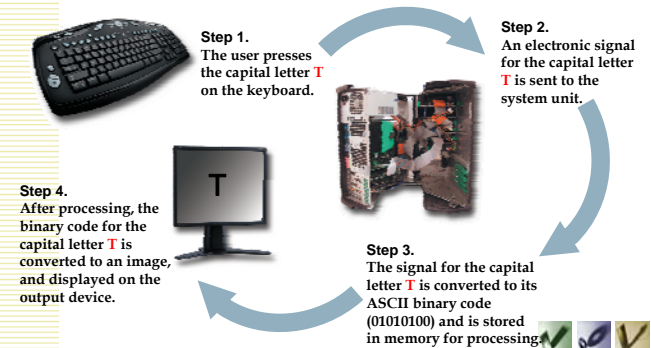 Step 1.
The user presses
the capital letter T
on the keyboard.
Step 2.
An electronic signal
for the capital letter
T is sent to the
system unit.
Step 3.
The signal for the capital
letter T is converted to its
ASCII binary code
(01010100) and is stored
in memory for processing.
Step 4.
After processing, the
binary code for the
capital letter T is
converted to an image,
and displayed on the
output device.
T